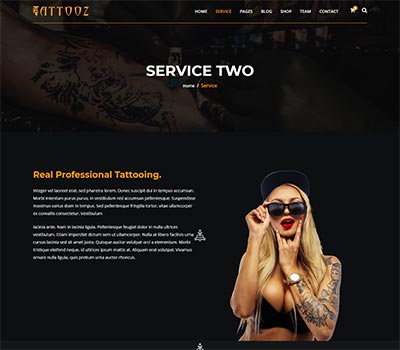 TATTOOZ
HOME SERVICE PAGES BLOG SHOP TEAM CONTACT
SERVICE TWO
Home / Service
Real Professional Tattooing.
Integer vel laoreet erat, sed pharetra lorem. Donec suscipit dui in tempus accumsan.
Morbi interdum purus purus, in vestibulum nisl accumsan pellentesque. Suspendisse
maximus varius diam in tempus. Sed pellentesque fringilla tortor, vitae ullamcorper
ex convallis consectetur. Vestibulum
lacinia ante. Nam in lacinia ligula. Pellentesque feugiat dolor in nulla ultrices
vestibulum. Etiam imperdiet dictum sem ut ullamcorper. Nulla at libero facilisis urna
cursus lacinia sed sit amet justo. Quisque auctor volutpat orci a elementum. Morbi
tristique eleifend neque, id ultrices ipsum mattis at. Aliquam erat volutpat. Vivamus
ornare nulla ligula, quis pretium urna auctor rhoncus.